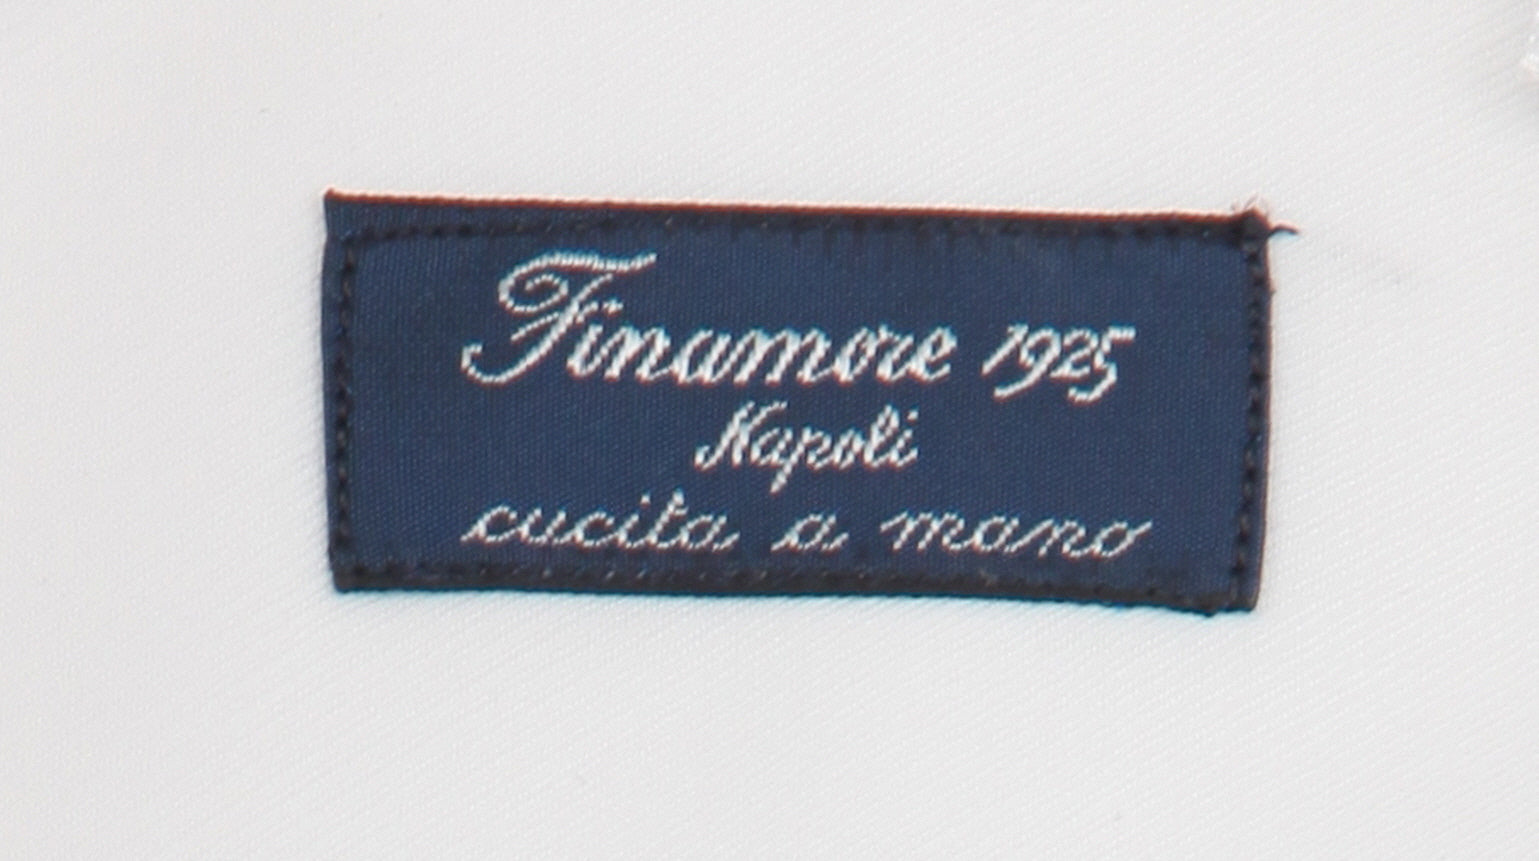 Finamore 1925
Napoli
cucita a mano